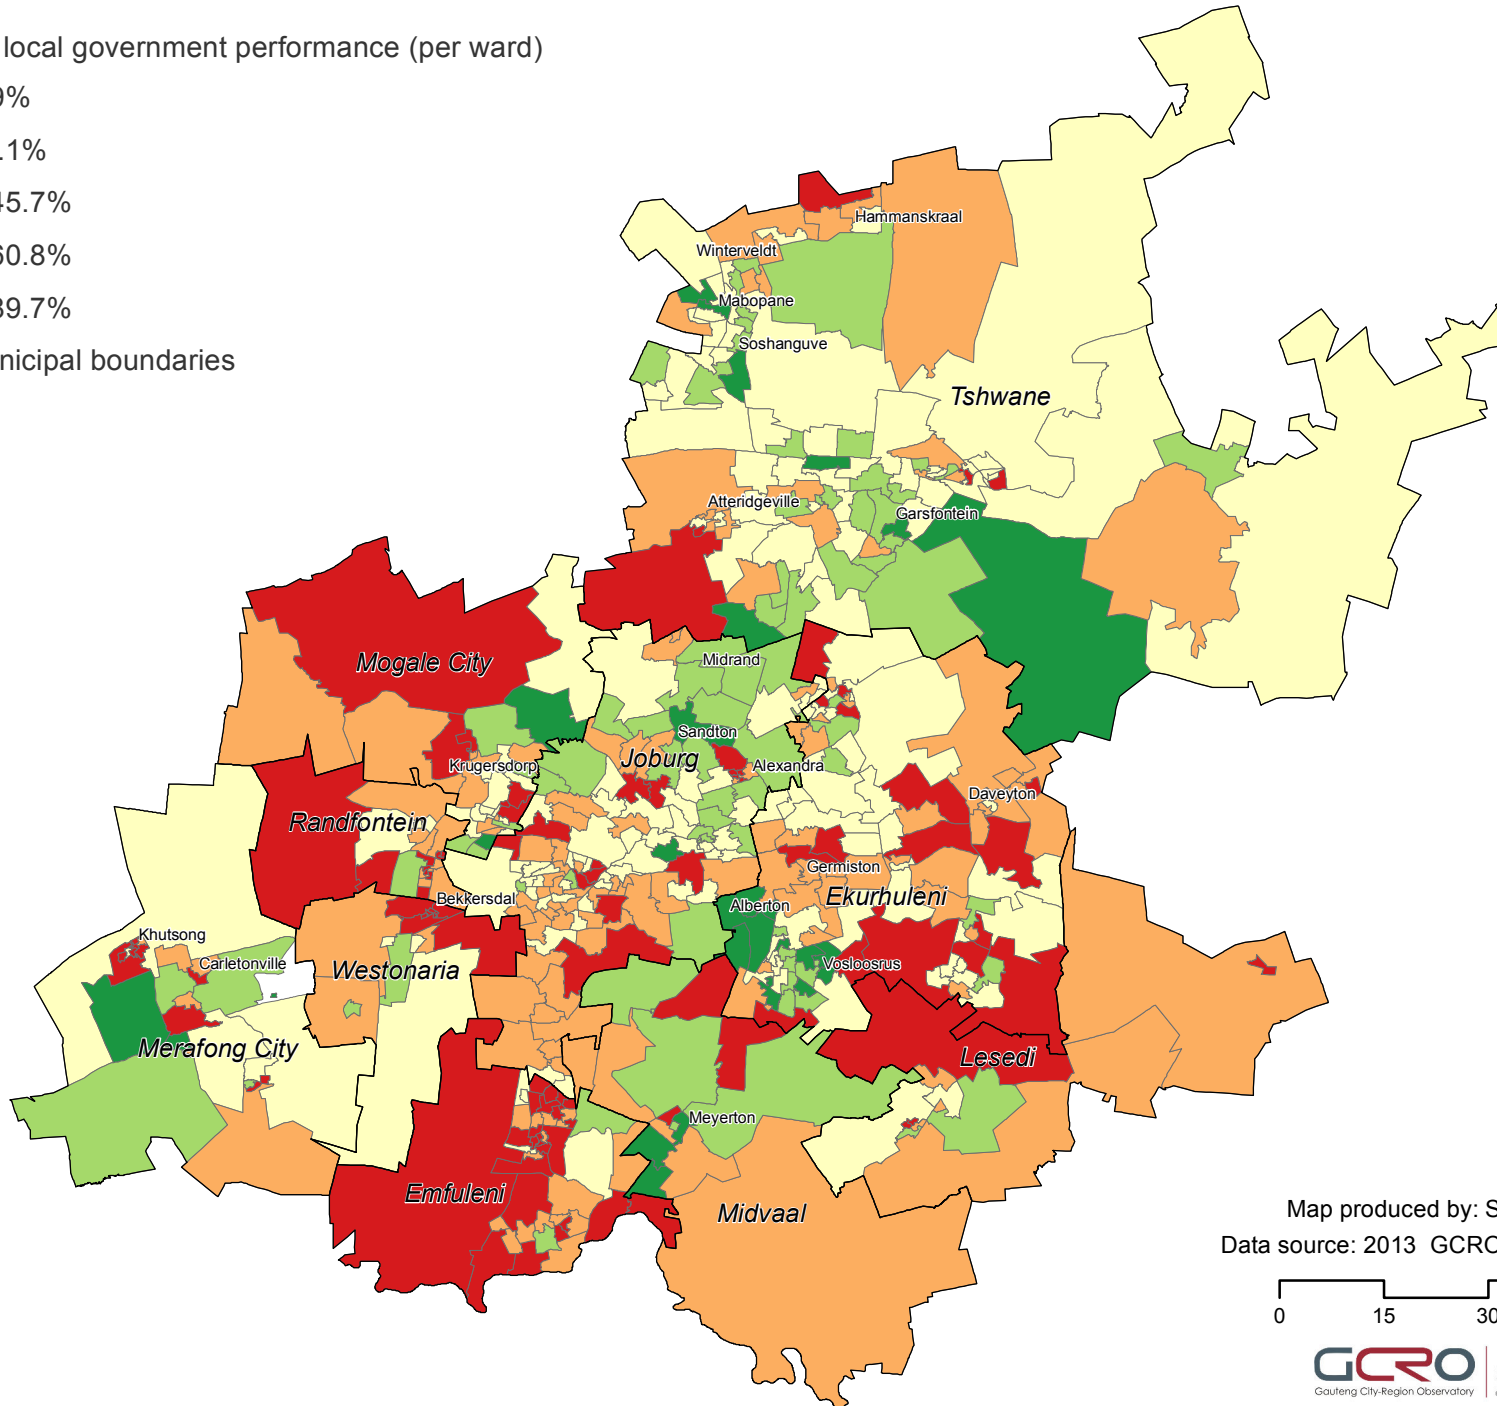 local government performance (per ward)
9%
.1%
45.7%
60.8%
39.7%
nicipal boundaries
Hammanskraal
Winterveldt
Mabopane
Soshanguve
Tshwane
Atteridgeville
Garsfontein
Mogale City
Midrand
Sandton
Joburg
Krugersdorp
Alexandra
Daveyton
Randfontein
Germiston
Ekurhuleni
Bekkersdal
Alberton
Khutsong
Carletonville
Westonaria
Vosloosrus
Merafong City
Lesedi
Meyerton
Emfuleni
Midvaal
Map produced by: S
Data source: 2013 GCRO
0 15 30
GCRO
Gauteng City-Region Observatory